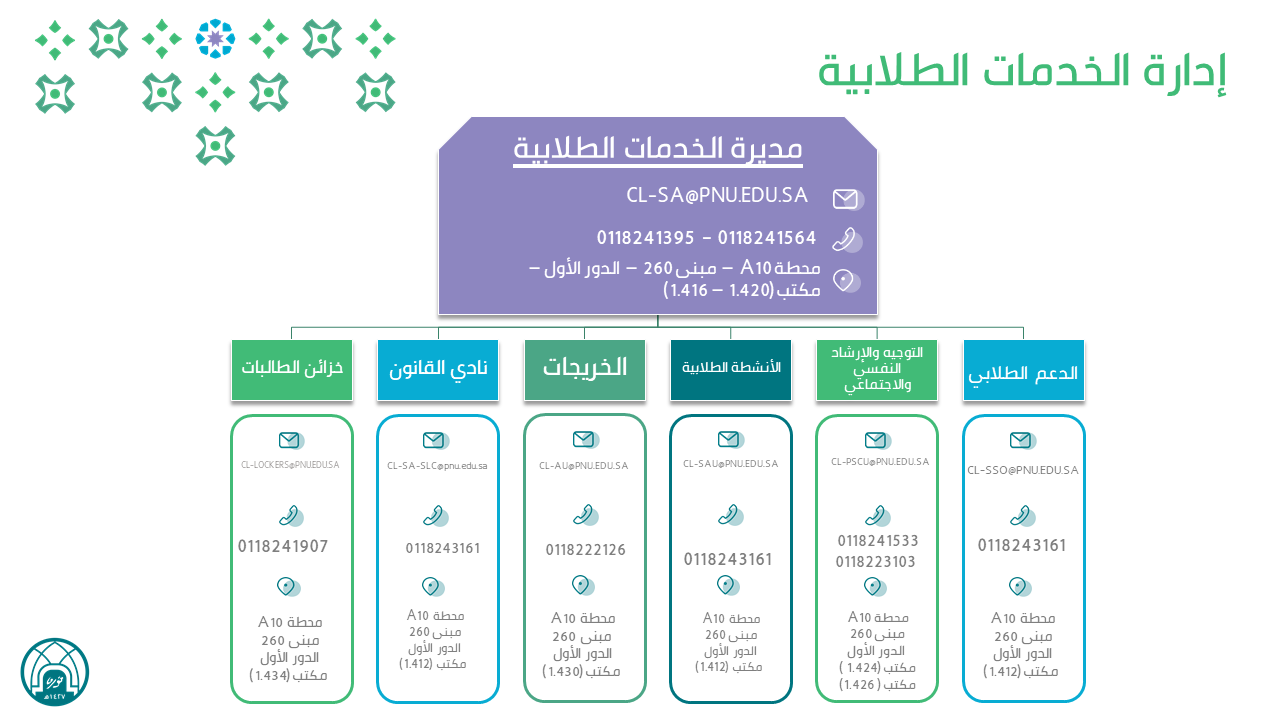 إدارة الخدمات الطلابية
مديرة الخدمات الطلابية
CL-SA@PNU.EDU.SA
0118241395 - 0118241564
محطة A10 – مبنى 260 – الدور الأول –
مكتب (1.420 – 1.416)
الدعم الطلابي
CL-SSO@PNU.EDU.SA
0118243161
محطة A10
مبنى 260
الدور الأول
مكتب (1.412)
التوجيه والإرشاد
النفسي
والاجتماعي
CL-PSCU@PNU.EDU.SA
0118241533
0118223103
محطة A10
مبنى 260
الدور الأول
مكتب (1.424 )
مكتب ( 1.426)
الأنشطة الطلابية
CL-SAU@PNU.EDU.SA
0118243161
محطة A10
مبنى 260
الدور الأول
مكتب (1.412)
الخريجات
CL-AU@PNU.EDU.SA
0118222126
محطة A10
مبنى 260
الدور الأول
مكتب (1.430)
نادي القانون
CL-SA-SLC@pnu.edu.sa
0118243161
محطة A10
مبنى 260
الدور الأول
مكتب (1.412)
خزائن الطالبات
CL-LOCKERS@PNU.EDU.SA
0118241907
محطة A10
مبنى 260
الدور الأول
مكتب (1.434)
نورة
١٤٢٧هـ